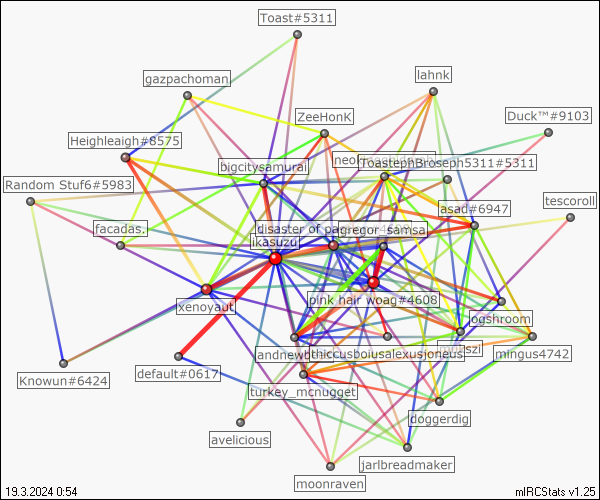 Toast#5311
gazpachoman
lahnk
ZeeHonK
Duck™#9103
Heighleaigh#8575
bigcitysamurai
ToastephBroseph5311#5311
Random Stuf6#5983
asad#6947
tescoroll
facadas.
disaster of pa
gregor_samsa
ikasuzu
xenoyaut
pink hair woag#4608
ogshroom
andnewt
thiccusboiusalexusjoneus
szl
mingus4742
Knowun#6424
default#0617
turkey_mcnugget
doggerdig
avelicious
jarlbreadmaker
moonraven
19.3.2024 0:54
mIRCStats v1.25